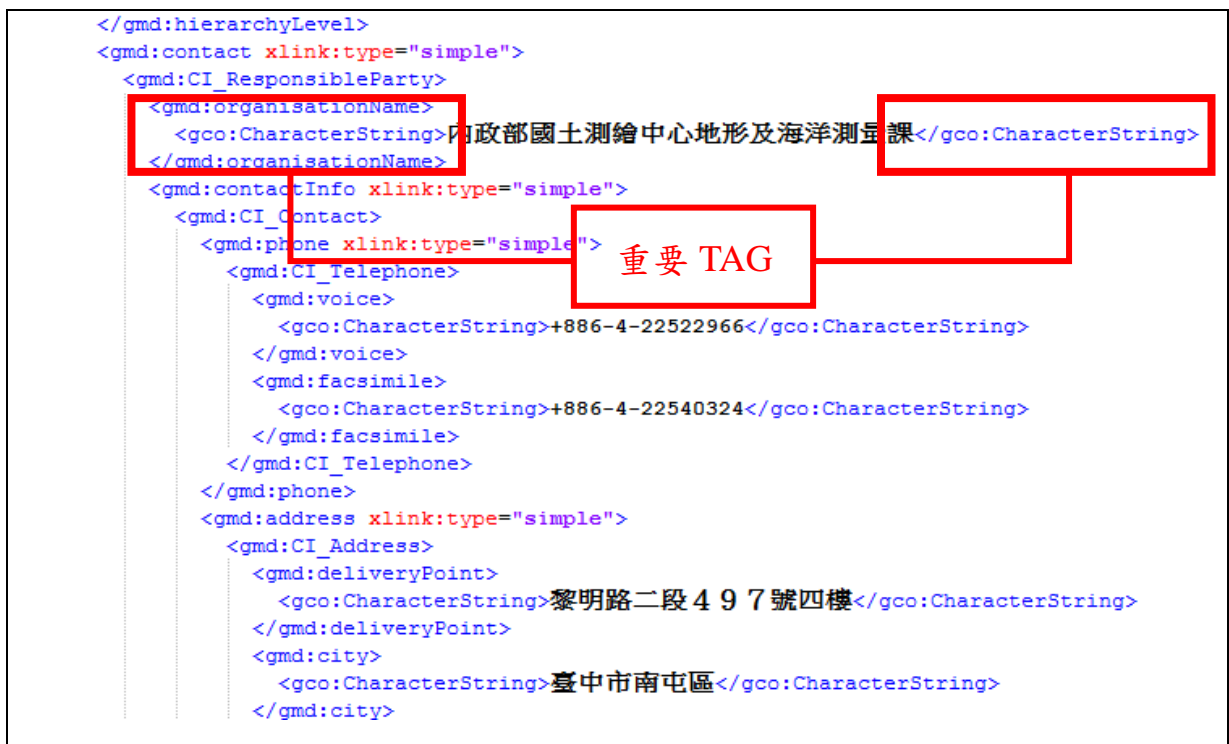 </gmd:hierarchyLevel>
<gmd:contact xlink:type="simple">
<gmd:CI_ResponsibleParty>
<gmd:organisationName>
<gco:CharacterString>內政部國土測繪中心地形及海洋測量課</gco:CharacterString>
</gmd:organisationName>
<gmd:contactInfo xlink:type="simple">
<gmd:CI_Contact>
<gmd:phone xlink:type="simple">
重要 TAG
<gmd:CI_Telephone>
<gmd:voice>
<gco:CharacterString>+886-4-22522966</gco:CharacterString>
</gmd:voice>
<gmd:facsimile>
<gco:CharacterString>+886-4-22540324</gco:CharacterString>
</gmd:facsimile>
</gmd:CI_Telephone>
</gmd:phone>
<gmd:address xlink:type="simple">
<gmd:CI_Address>
<gmd:deliveryPoint>
<gco:CharacterString>黎明路二段４９７號四樓</gco:CharacterString>
</gmd:deliveryPoint>
<gmd:city>
<gco:CharacterString>臺中市南屯區</gco:CharacterString>
</gmd:city>